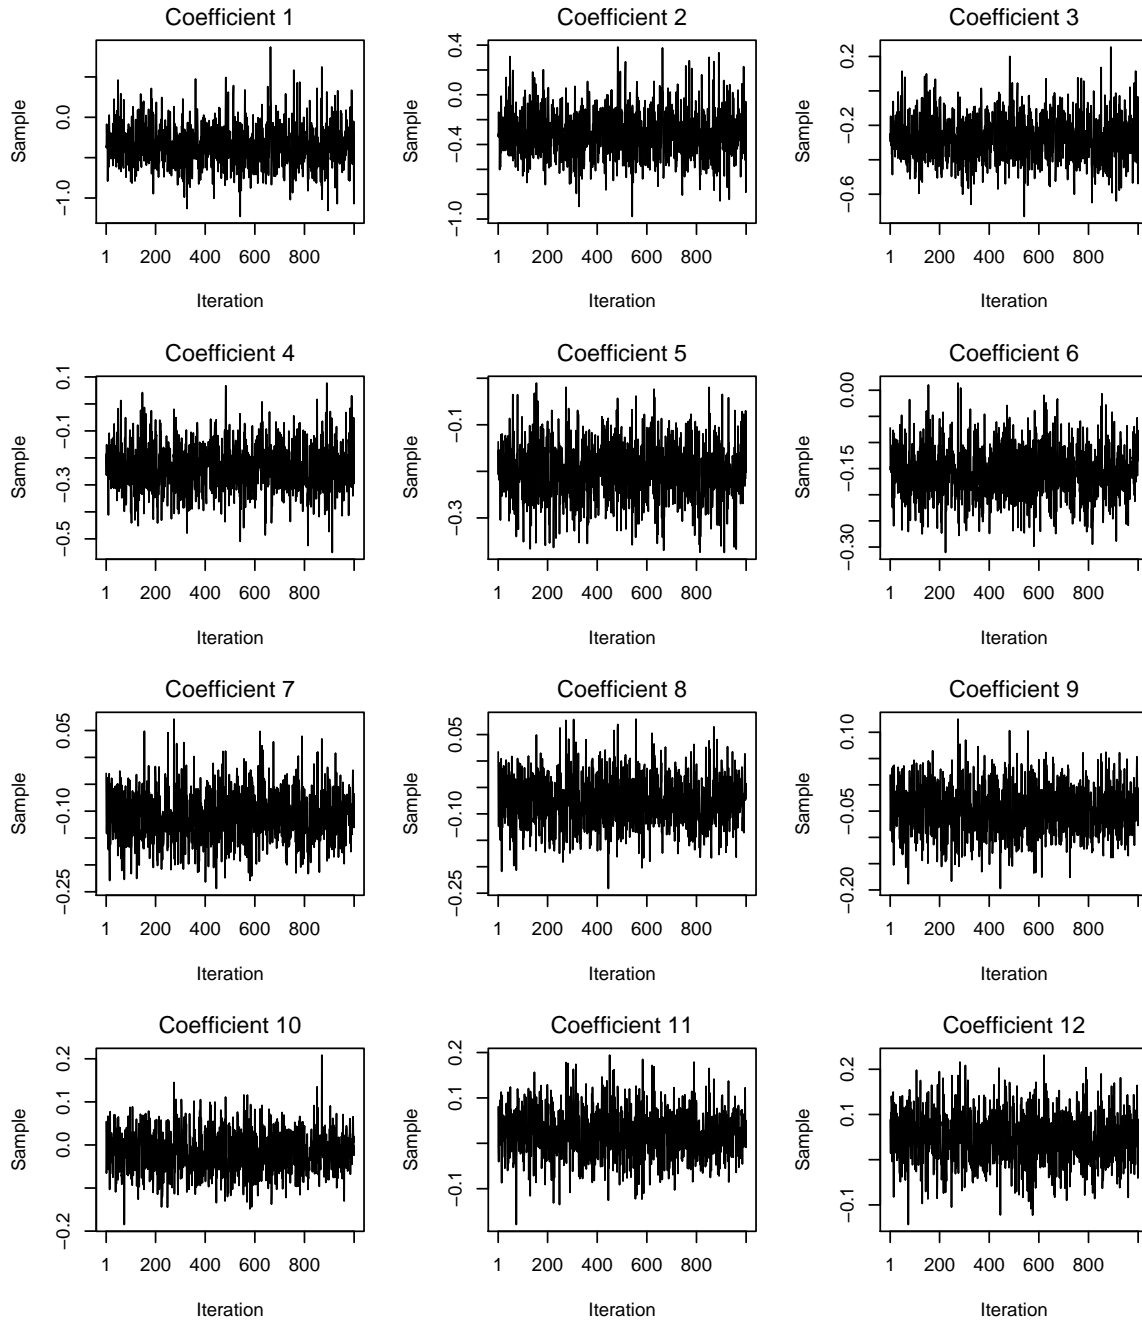 Coefficient 1 Coefficient 2 Coefficient 3
Sample −1.0 0.0
Sample −1.0 −0.4 0.0 0.4
Sample −0.6 −0.2 0.2
1 200 400 600 800 1 200 400 600 800 1 200 400 600 800
Iteration Iteration Iteration
Coefficient 4 Coefficient 5 Coefficient 6
Sample −0.5 −0.3 −0.1 0.1
Sample −0.3 −0.1
Sample −0.30 −0.15 0.00
1 200 400 600 800 1 200 400 600 800 1 200 400 600 800
Iteration Iteration Iteration
Coefficient 7 Coefficient 8 Coefficient 9
Sample −0.25 −0.10 0.05
Sample −0.25 −0.10 0.05
Sample −0.20 −0.05 0.10
1 200 400 600 800 1 200 400 600 800 1 200 400 600 800
Iteration Iteration Iteration
Coefficient 10 Coefficient 11 Coefficient 12
Sample −0.2 0.0 0.1 0.2
Sample −0.1 0.1 0.2
Sample −0.1 0.1 0.2
1 200 400 600 800 1 200 400 600 800 1 200 400 600 800
Iteration Iteration Iteration